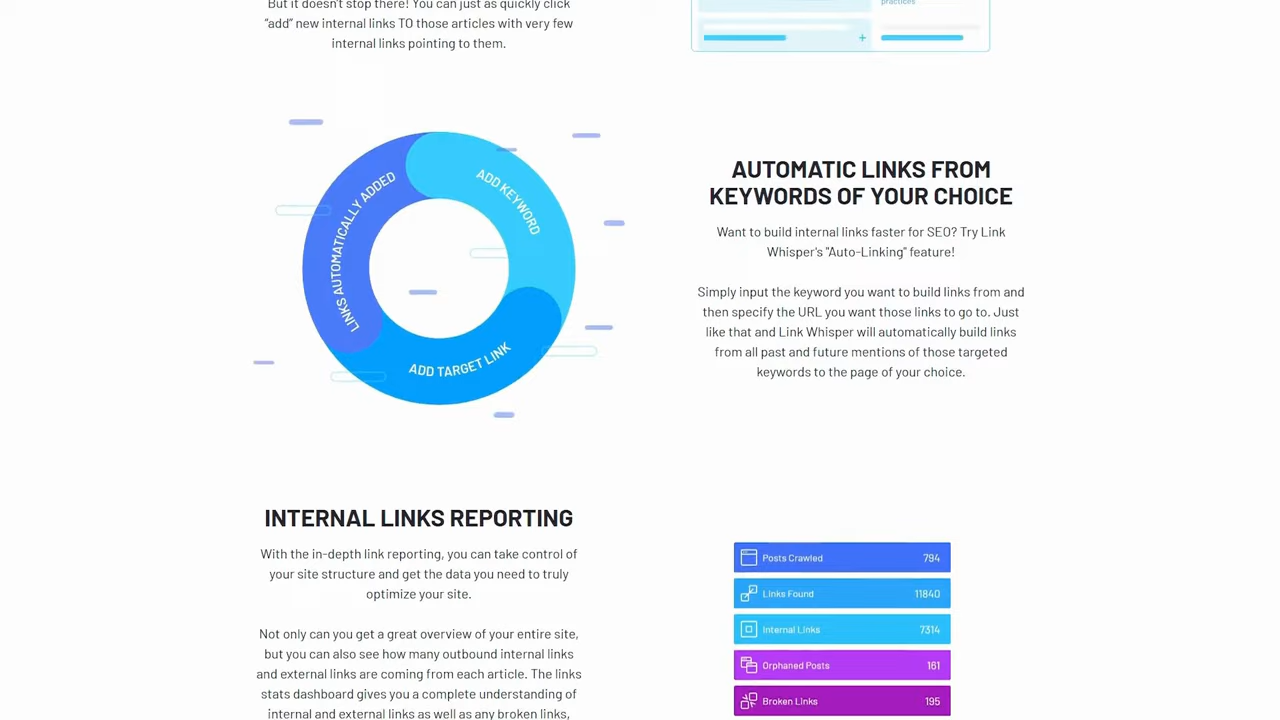 But it doesn't stop there! You can just as quickly click
"add" new internal links TO those articles with very few
internal links pointing to them.
practices
LINKS AUTOMATICALLY ADDED
ADD KEYWORD
ADD TARGET LINK
AUTOMATIC LINKS FROM
KEYWORDS OF YOUR CHOICE
Want to build internal links faster for SEO? Try Link
Whisper's "Auto-Linking" feature!
Simply input the keyword you want to build links from and
then specify the URL you want those links to go to. Just
like that and Link Whisper will automatically build links
from all past and future mentions of those targeted
keywords to the page of your choice.
INTERNAL LINKS REPORTING
With the in-depth link reporting, you can take control of
your site structure and get the data you need to truly
optimize your site.
Not only can you get a great overview of your entire site,
but you can also see how many outbound internal links
and external links are coming from each article. The links
stats dashboard gives you a complete understanding of
internal and external links as well as any broken links,
Posts Crawled 794
Links Found 11840
Internal Links 7314
Orphaned Posts 161
Broken Links 195